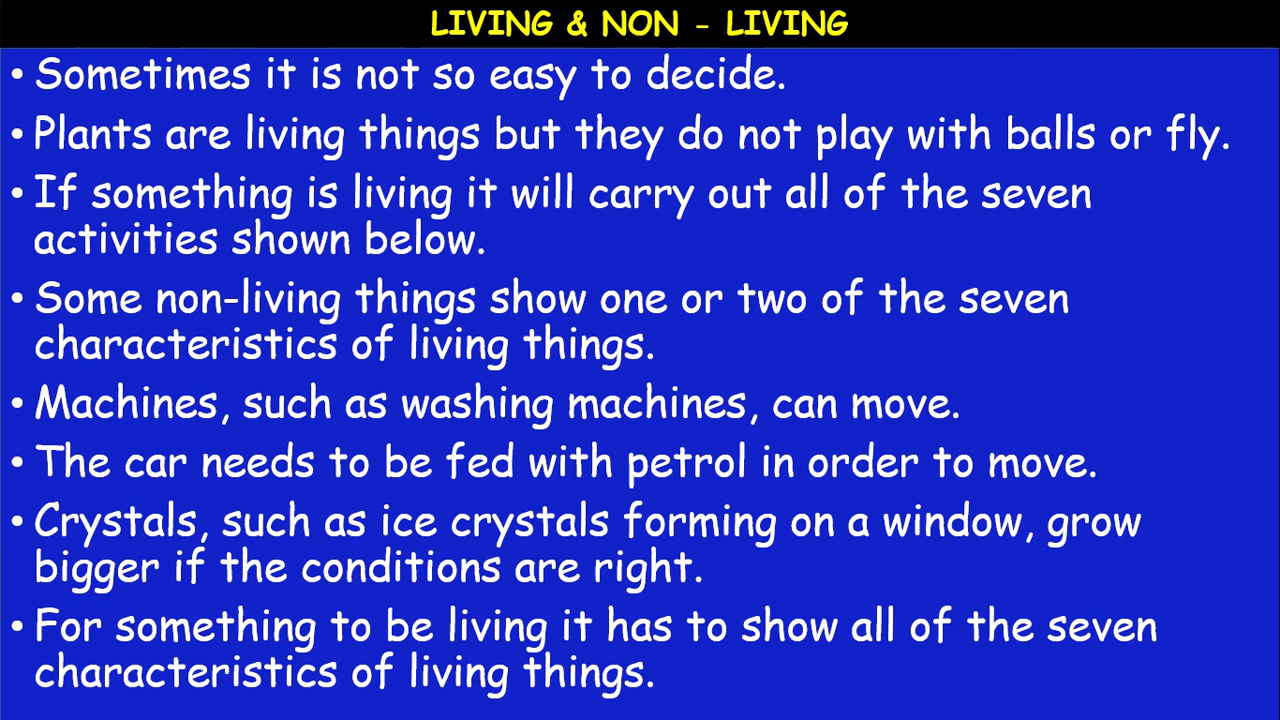 LIVING & NON - LIVING
• Sometimes it is not so easy to decide.
• Plants are living things but they do not play with balls or fly.
• If something is living it will carry out all of the seven
activities shown below.
• Some non-living things show one or two of the seven
characteristics of living things.
• Machines, such as washing machines, can move.
• The car needs to be fed with petrol in order to move.
• Crystals, such as ice crystals forming on a window, grow
bigger if the conditions are right.
• For something to be living it has to show all of the seven
characteristics of living things.